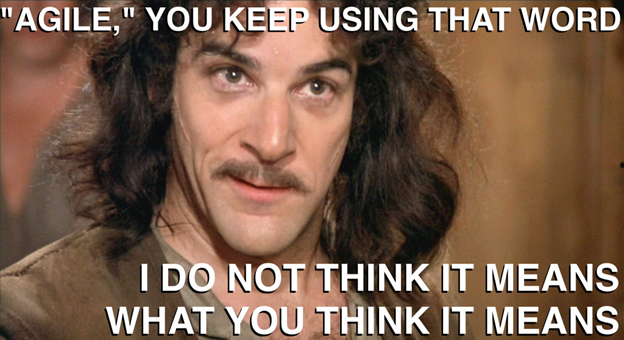 "AGILE," YOU KEEP USING THAT WORD
I DO NOT THINK IT MEANS
WHAT YOU THINK IT MEANS